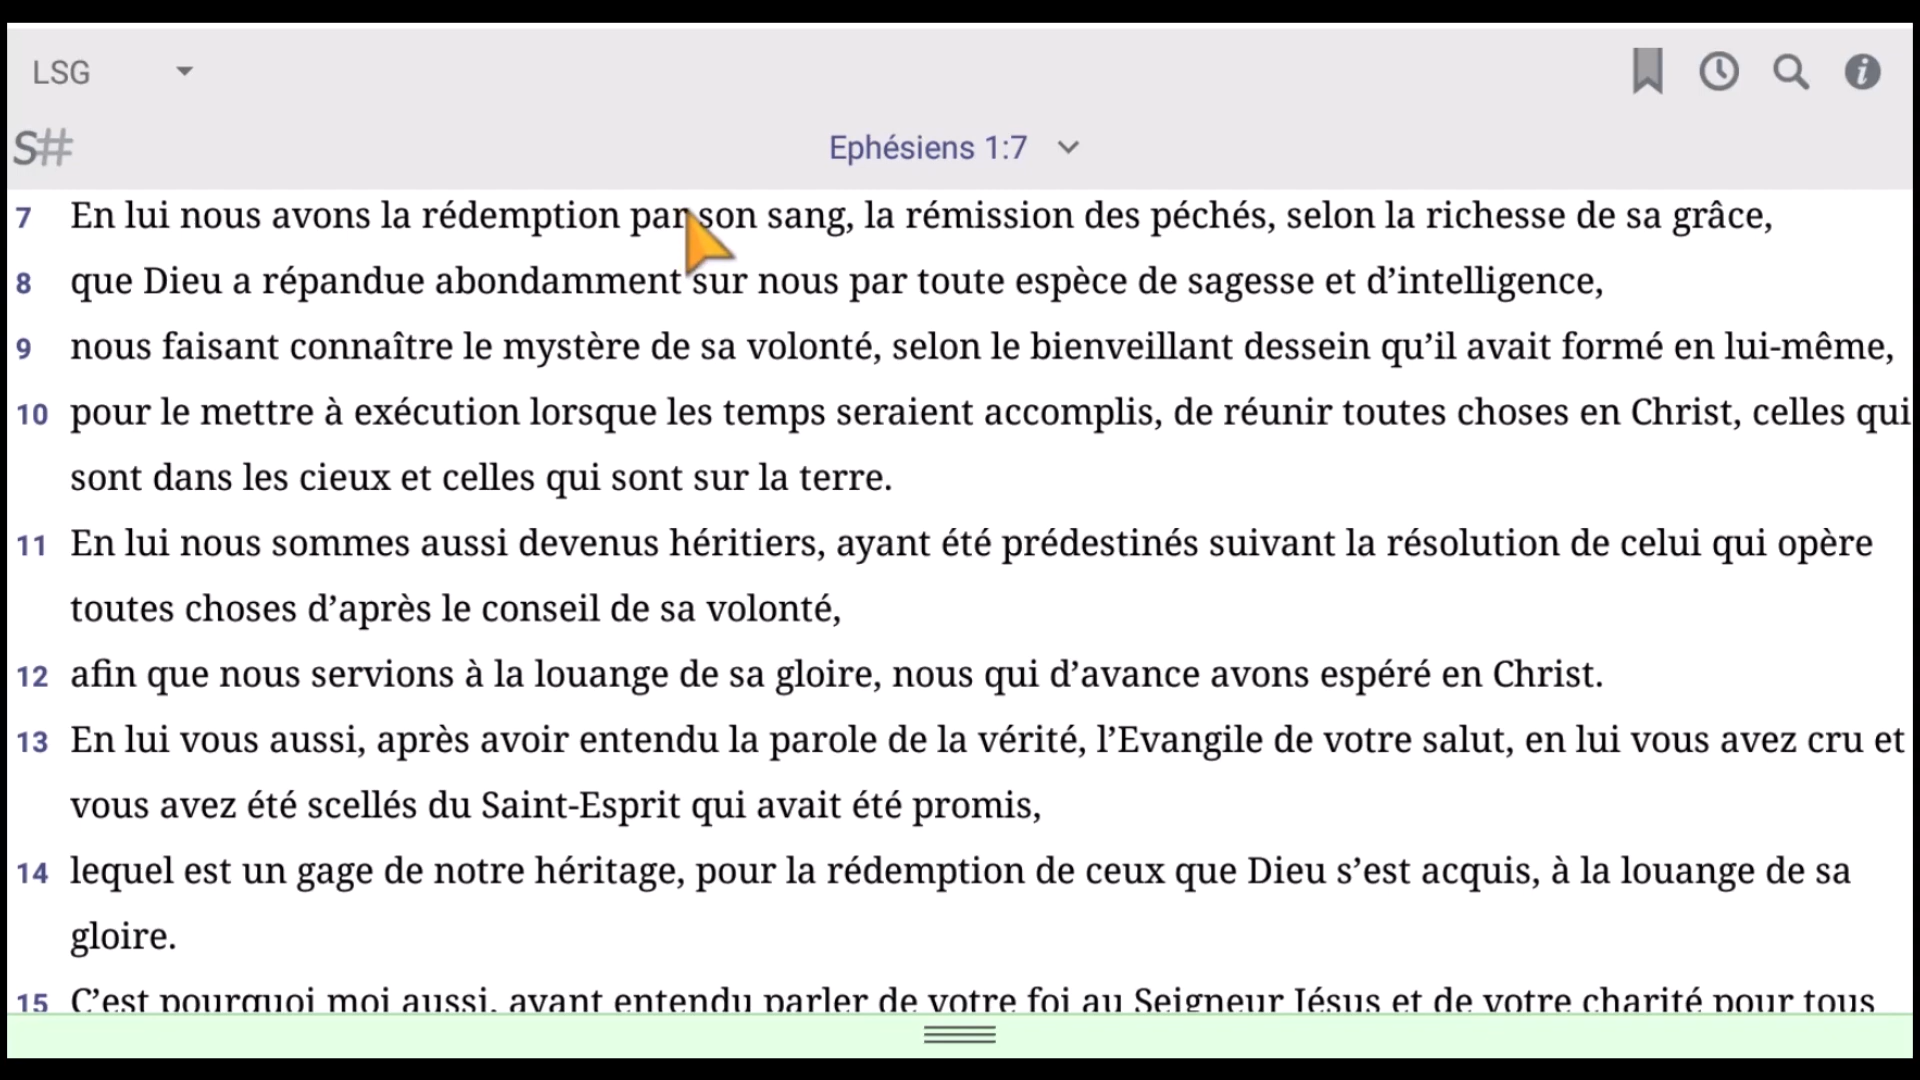 LSG
S#
Ephésiens 1:7
7 En lui nous avons la rédemption par son sang, la rémission des péchés, selon la richesse de sa grâce,
8 que Dieu a répandue abondamment sur nous par toute espèce de sagesse et d’intelligence,
9 nous faisant connaître le mystère de sa volonté, selon le bienveillant dessein qu’il avait formé en lui-même,
10 pour le mettre à exécution lorsque les temps seraient accomplis, de réunir toutes choses en Christ, celles qui
sont dans les cieux et celles qui sont sur la terre.
11 En lui nous sommes aussi devenus héritiers, ayant été prédestinés suivant la résolution de celui qui opère
toutes choses d’après le conseil de sa volonté,
12 afin que nous servions à la louange de sa gloire, nous qui d’avance avons espéré en Christ.
13 En lui vous aussi, après avoir entendu la parole de la vérité, l’Evangile de votre salut, en lui vous avez cru et
vous avez été scellés du Saint-Esprit qui avait été promis,
14 lequel est un gage de notre héritage, pour la rédemption de ceux que Dieu s’est acquis, à la louange de sa
gloire.
15 C’est pourquoi moi aussi, ayant entendu parler de votre foi au Seigneur Jésus et de votre charité pour tous